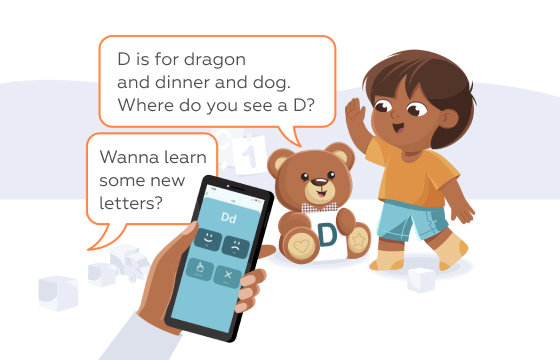 D is for dragon
and dinner and dog.
Where do you see a D?
Wanna learn
some new
letters?
1
Dd
D